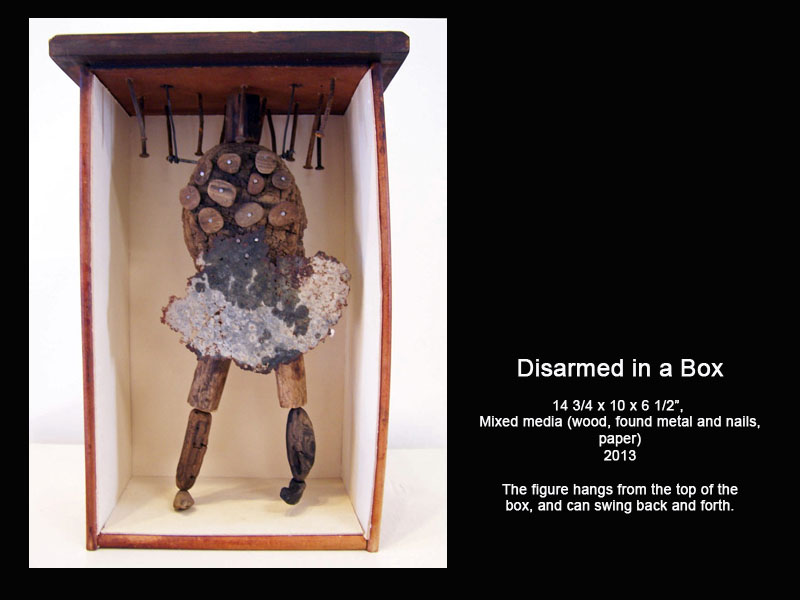 Disarmed in a Box
14 3/4 x 10 x 6 1/2”,
Mixed media (wood, found metal and nails,
paper)
2013
The figure hangs from the top of the
box, and can swing back and forth.